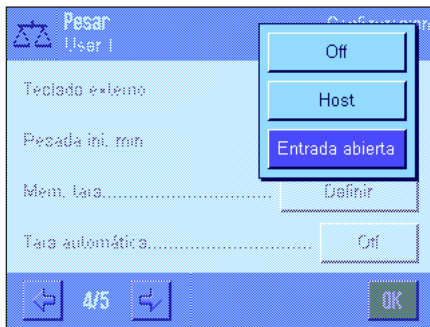 Pesar
User 1
Configuración
Off
Host
Entrada abierta
Teclado externo
Pesada ini. min
Mem. tara................................ Definir
Tara automática............................... Off
4/5
OK